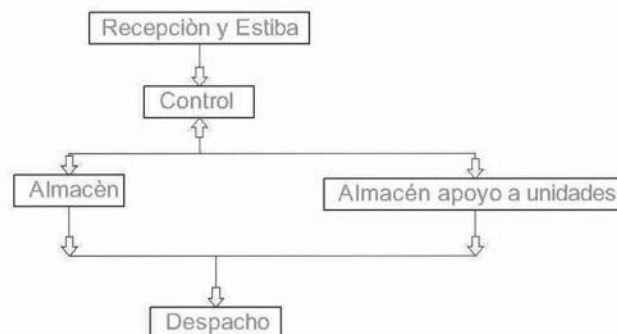 Recepciòn y Estiba
Control
Almacèn
Almacén apoyo a unidades
Despacho